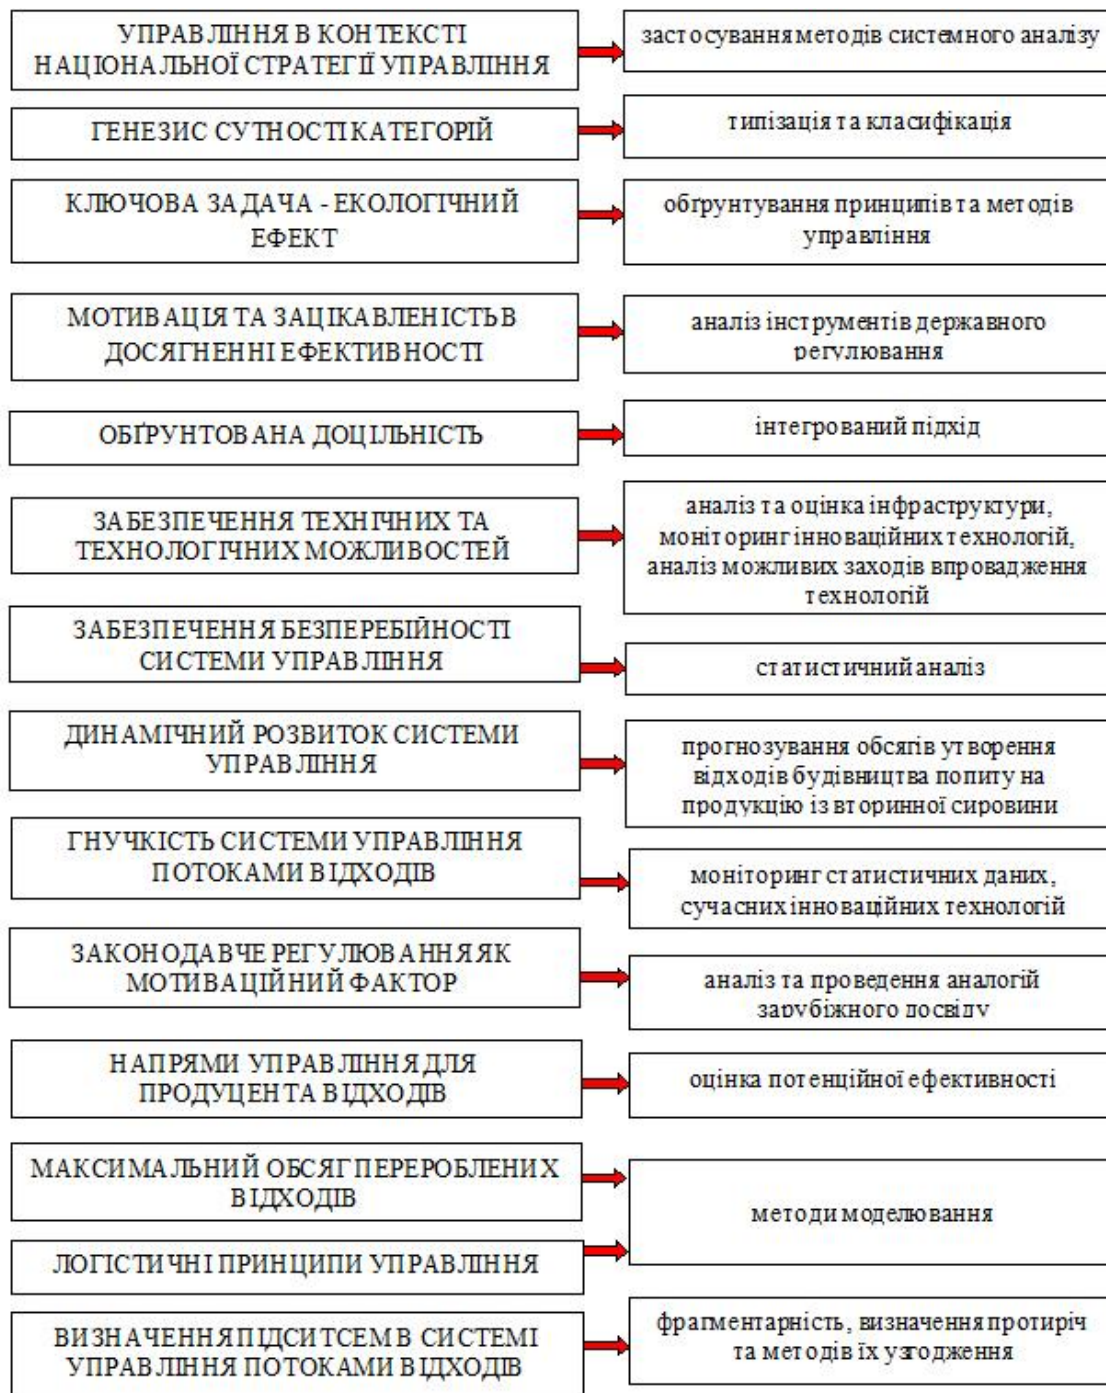 УПРАВЛІННЯ В КОНТЕКСТІ
НАЦІОНАЛЬНОЇ СТРАТЕГІЇ УПРАВЛІННЯ
застосування методів системного аналізу
ГЕНЕЗИС СУТНОСТІ КАТЕГОРІЙ
типізація та класифікація
КЛЮЧОВА ЗАДАЧА - ЕКОЛОГІЧНИЙ
ЕФЕКТ
обґрунтування принципів та методів
управління
МОТИВАЦІЯ ТА ЗАЦІКАВЛЕНІСТЬ В
ДОСЯГНЕННІ ЕФЕКТИВНОСТІ
аналіз інструментів державного
регулювання
ОБҐРУНТОВАНА ДОЦІЛЬНІСТЬ
інтегрований підхід
ЗАБЕЗПЕЧЕННЯ ТЕХНІЧНИХ ТА
ТЕХНОЛОГІЧНИХ МОЖЛИВОСТЕЙ
аналіз та оцінка інфраструктури,
моніторинг інноваційних технологій,
аналіз можливих заходів впровадження
технологій
ЗАБЕЗПЕЧЕННЯ БЕЗПЕРЕБІЙНОСТІ
СИСТЕМИ УПРАВЛІННЯ
статистичний аналіз
ДИНАМІЧНИЙ РОЗВИТОК СИСТЕМИ
УПРАВЛІННЯ
прогнозування обсягів утворення
відходів будівництва попиту на
продукцію із вторинної сировини
ГНУЧКІСТЬ СИСТЕМИ УПРАВЛІННЯ
ПОТОКАМИ ВІДХОДІВ
моніторинг статистичних даних,
сучасних інноваційних технологій
ЗАКОНОДАВЧЕ РЕГУЛЮВАННЯ ЯК
МОТИВАЦІЙНИЙ ФАКТОР
аналіз та проведення аналогій
зарубіжного досвіду
НАПРЯМИ УПРАВЛІННЯ ДЛЯ
ПРОДУЦЕНТА ВІДХОДІВ
оцінка потенційної ефективності
МАКСИМАЛЬНИЙ ОБСЯГ ПЕРЕРОБЛЕНИХ
ВІДХОДІВ
методи моделювання
ЛОГІСТИЧНІ ПРИНЦИПИ УПРАВЛІННЯ
ВИЗНАЧЕННЯ ПІДСИТСЕМ В СИСТЕМІ
УПРАВЛІННЯ ПОТОКАМИ ВІДХОДІВ
фрагментарність, визначення протиріч
та методів їх узгодження